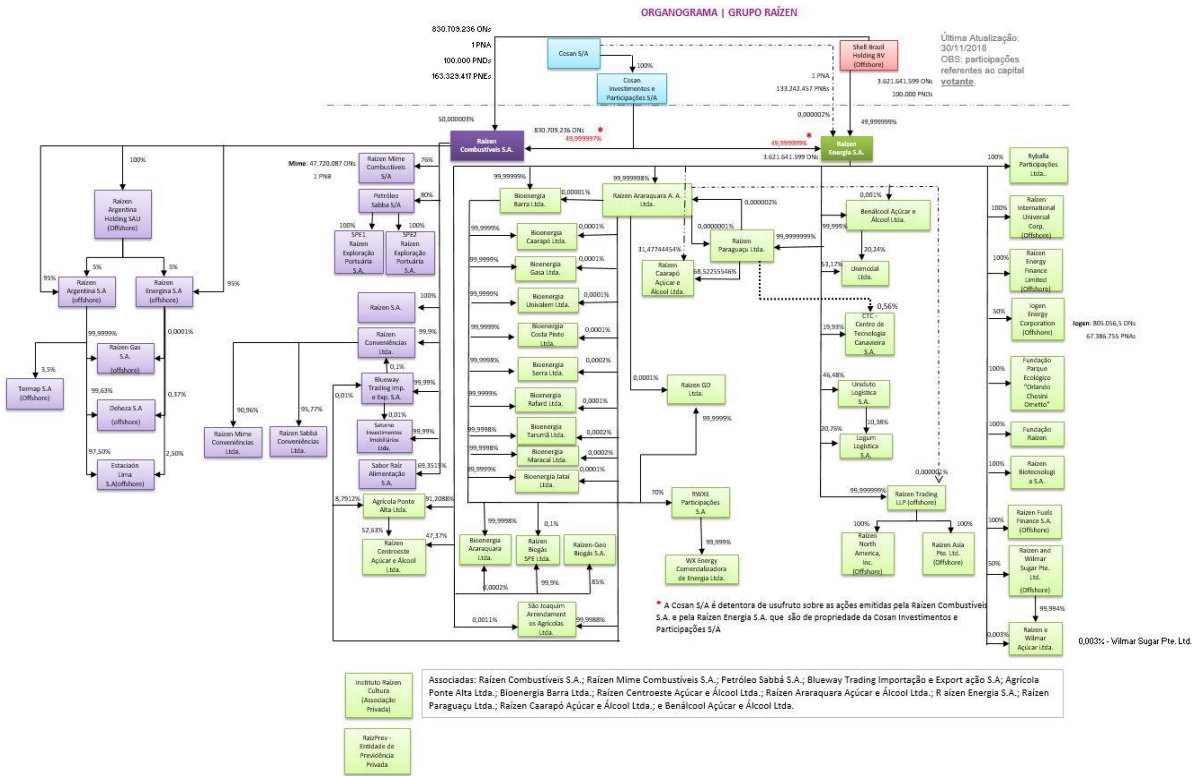 ORGANOGRAMA | GRUPO RAÍZEN
830.709.236 ONs
1 PNA
100.000 PNDs
163.329.417 PNEs
Cosan S/A
100%
Cosan
Investimentos e
Participações S/A
Shell Brazil
Holding BV
(Offshore)
Última Atualização:
30/11/2018
OBS: participações
referentes ao capital
votante.
1 PNA
133.242.457 PNBs
3.621.641.599 ONs
100.000 PNDs
0,000002%
49,999999%
50,000003%
Raízen
Combustíveis S.A.
830.709.236 ONs *
49,999997%
49,999999% *
3.621.641.599 ONs
Raízen
Energia S.A.
100%
Raízen
Argentina
Holding SAU
(Offshore)
95%
5%
5%
95%
Raízen
Argentina S.A
(offshore)
Raízen
Energina S.A
(offshore)
99,9999%
0,0001%
Raízen Gas
S.A.
(offshore)
3,5%
Termap S.A
(Offshore)
99,63%
0,37%
Deheza S.A
(offshore)
97,50%
2,50%
Estaciaón
Lima
S.A(offshore)
Mime: 47.720.087 ONs
1 PNB
Raízen Mime
Combustíveis
S/A
76%
Petróleo
Sabba S/A
80%
100%
100%
SPE1
Raízen
Exploração
Portuária
S.A.
SPE2
Raízen
Exploração
Portuária
S.A.
Raízen S.A.
100%
Raízen
Conveniências
Ltda.
99,9%
0,1%
Blueway
Trading Imp.
e Exp. S.A.
99,99%
0,01%
0,01%
Saturno
Investimentos
Imobiliários
Ltda.
99,99%
90,96%
91,77%
Raízen Mime
Conveniências
Ltda.
Raízen Sabbá
Conveniências
Ltda.
Sabor Raiz
Alimentação
S.A.
69,3515%
8,7912%
Agrícola Ponte
Alta Ltda.
91,2088%
52,63%
47,37%
Raízen
Centroeste
Açúcar e Álcool
Ltda.
99,99999%
Bioenergia
Barra Ltda.
0,00001%
99,999998%
Raízen Araraquara A. A.
Ltda.
99,9999%
Bioenergia
Caarapó Ltda.
0,0001%
99,9999%
Bioenergia
Gasa Ltda.
0,0001%
99,9999%
Bioenergia
Univalem Ltda.
0,0001%
99,9999%
Bioenergia
Costa Pinto
Ltda.
0,0001%
99,9998%
Bioenergia
Serra Ltda.
0,0002%
99,9999%
Bioenergia
Rafard Ltda.
0,0001%
99,9998%
Bioenergia
Tarumã Ltda.
0,0002%
99,9998%
Bioenergia
Maracaí Ltda.
0,0002%
99,9999%
Bioenergia Jataí
Ltda.
0,0001%
99,9998%
Bioenergia
Araraquara
Ltda.
0,1%
Raízen
Biogás
SPE Ltda.
Raízen-Geo
Biogás S.A.
0,0002%
99,9%
85%
0,0011%
São Joaquim
Arrendament
os Agrícolas
Ltda.
99,9988%
0,000002%
0,0000001%
Raízen
Paraguaçu Ltda.
99,9999999%
31,47744454%
68,52255546%
Raízen
Caarapó
Açúcar e
Álcool Ltda.
0,0001%
Raízen GD
Ltda.
99,9999%
70%
RWXE
Participações
S.A
99,999%
WX Energy
Comercializadora
de Energia Ltda.
0,001%
Benálcool Açúcar e
Álcool Ltda.
99,999%
20,24%
63,17%
Unimodal Ltda.
0,56%
19,93%
CTC -
Centro de
Tecnologia
Canavieira
S.A.
46,48%
Uniduto
Logística
S.A.
10,38%
20,76%
Logum
Logística
S.A.
0,000001%
99,999999%
Raízen Trading
LLP (offshore)
100%
100%
Raízen
North
America,
Inc.
(Offshore)
Raízen Asia
Pte. Ltd.
(Offshore)
100%
Ryballa
Participações
Ltda..
100%
Raízen
International
Universal
Corp.
(Offshore)
100%
Raízen
Energy
Finance
Limited
(Offshore)
50%
Iogen
Energy
Corporation
(Offshore)
Iogen: 805.056,5 ONs
67.386.755 PNAs
100%
Fundação
Parque
Ecológico
"Orlando
Chesini
Ometto"
100%
Fundação
Raízen
100%
Raízen
Biotecnologi
a S.A.
100%
Raízen Fuels
Finance S.A.
(Offshore)
50%
Raízen and
Wilmar
Sugar Pte.
Ltd.
(Offshore)
99,994%
0,003%
Raízen e
Wilmar
Açúcar Ltda.
0,003% - Wilmar Sugar Pte. Ltd.
* A Cosan S/A é detentora de usufruto sobre as ações emitidas pela Raízen Combustíveis
S.A. e pela Raízen Energia S.A. que são de propriedade da Cosan Investimentos e
Participações S/A
Instituto Raízen
Cultura
(Associação
Privada)
Associadas: Raízen Combustíveis S.A.; Raízen Mime Combustíveis S.A.; Petróleo Sabbá S.A.; Blueway Trading Importação e Export ação S.A; Agrícola
Ponte Alta Ltda.; Bioenergia Barra Ltda.; Raízen Centroeste Açúcar e Álcool Ltda.; Raízen Araraquara Açúcar e Álcool Ltda.; R aízen Energia S.A.; Raízen
Paraguaçu Ltda.; Raízen Caarapó Açúcar e Álcool Ltda.; e Benálcool Açúcar e Álcool Ltda.
RaizPrev -
Entidade de
Previdência
Privada